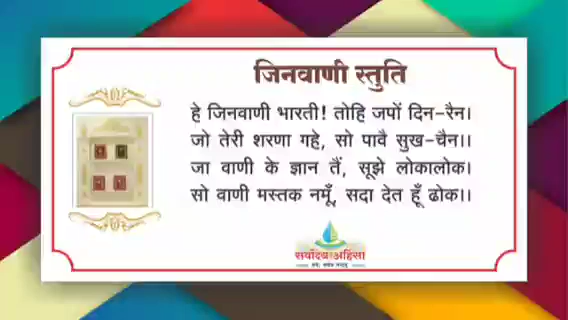 जिनवाणी स्तुति
हे जिनवाणी भारती! तोहि जपों दिन-रैन।
जो तेरी शरणा गहे, सो पावै सुख-चैन।।
जा वाणी के ज्ञान तैं, सूझे लोकालोक।
सो वाणी मस्तक नमूँ, सदा देत हूँ ढोक।।
सर्वोदय अहिंसा